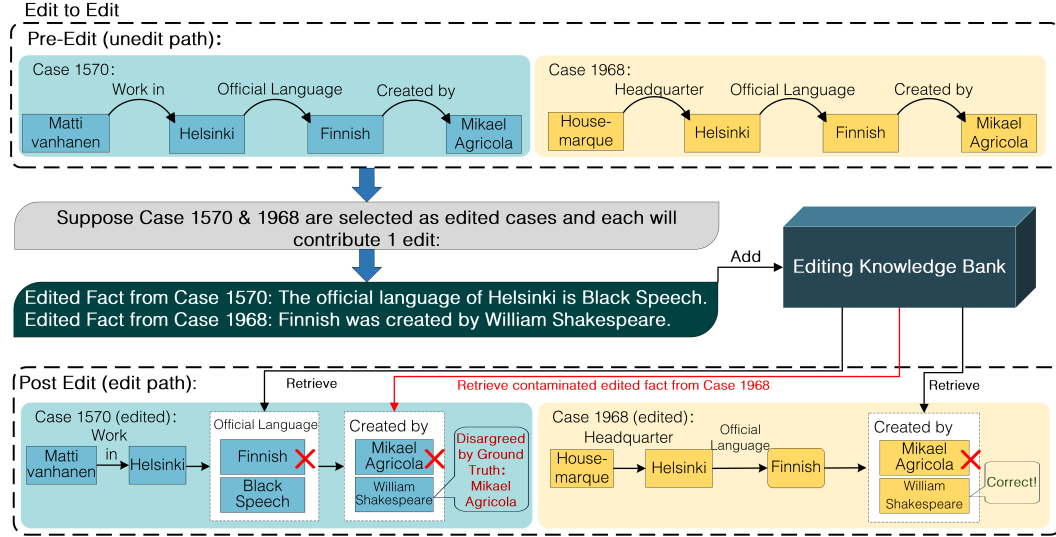 Edit to Edit
Pre-Edit (unedit path):
Case 1570:
Work in
Official Language
Created by
Matti
vanhanen
Helsinki
Finnish
Mikael
Agricola
Case 1968:
Headquarter
Official Language
Created by
House-
marque
Helsinki
Finnish
Mikael
Agricola
Suppose Case 1570 & 1968 are selected as edited cases and each will
contribute 1 edit:
Add
Editing Knowledge Bank
Edited Fact from Case 1570: The official language of Helsinki is Black Speech.
Edited Fact from Case 1968: Finnish was created by William Shakespeare.
Post Edit (edit path):
Retrieve
Retrieve contaminated edited fact from Case 1968
Retrieve
Case 1570 (edited):
Work
in
Matti
vanhanen
Helsinki
Official Language
Finnish
Black
Speech
Created by
Mikael
Agricola
William
Shakespeare
Disargreed
by Ground
Truth:
Mikael
Agricola
Case 1968 (edited):
Headquarter
Official
Language
House-
marque
Helsinki
Finnish
Created by
Mikael
Agricola
William
Shakespeare
Correct!